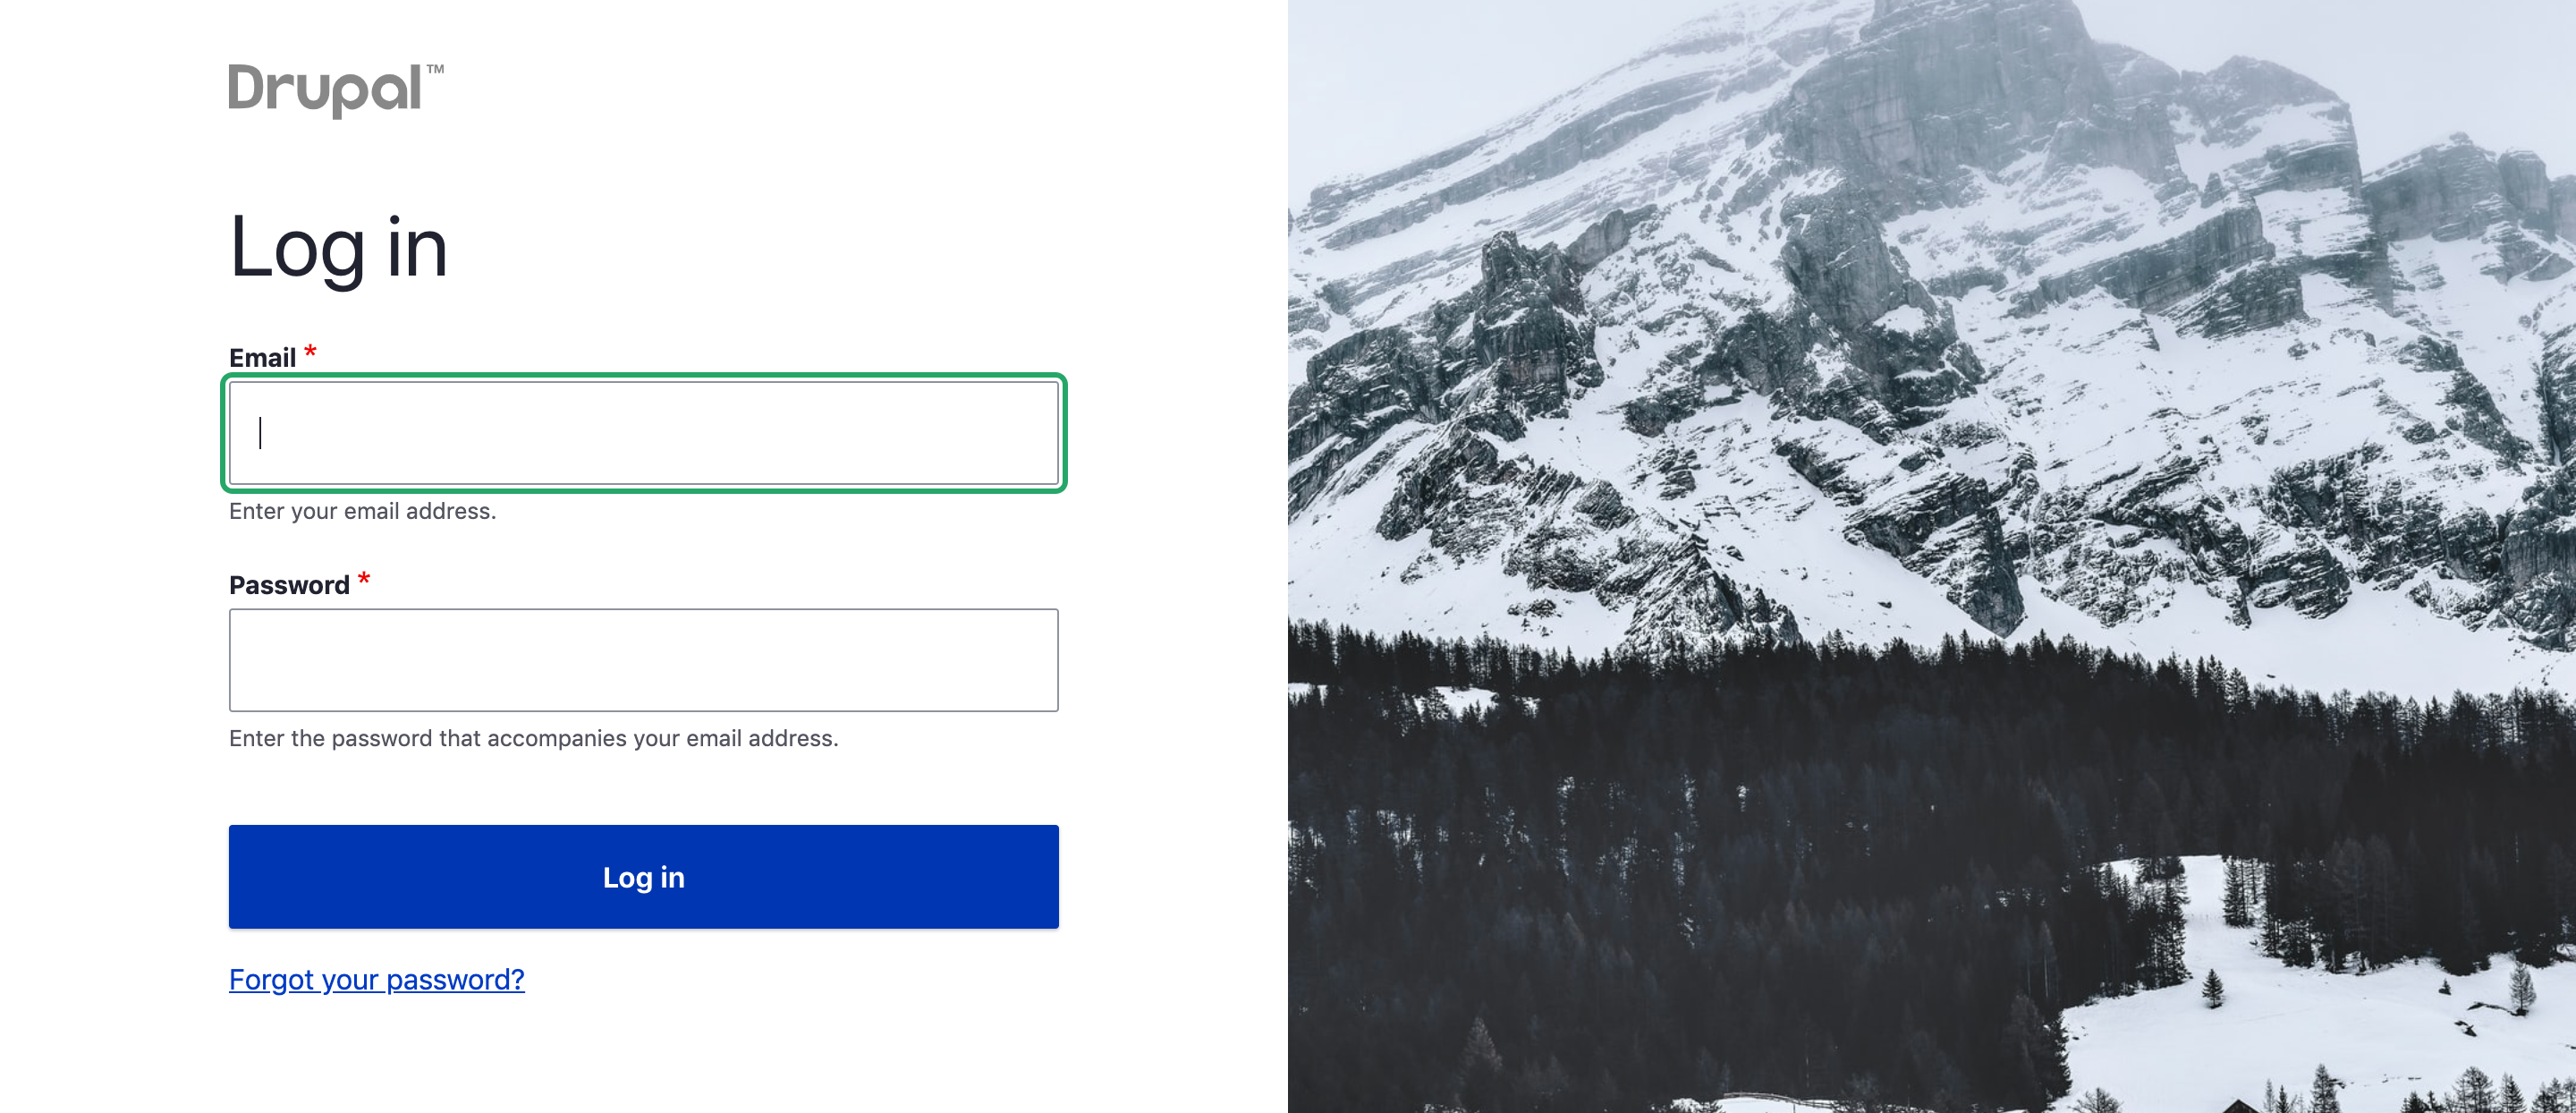 Drupal™
Log in
Email *
Enter your email address.
Password *
Enter the password that accompanies your email address.
Log in
Forgot your password?